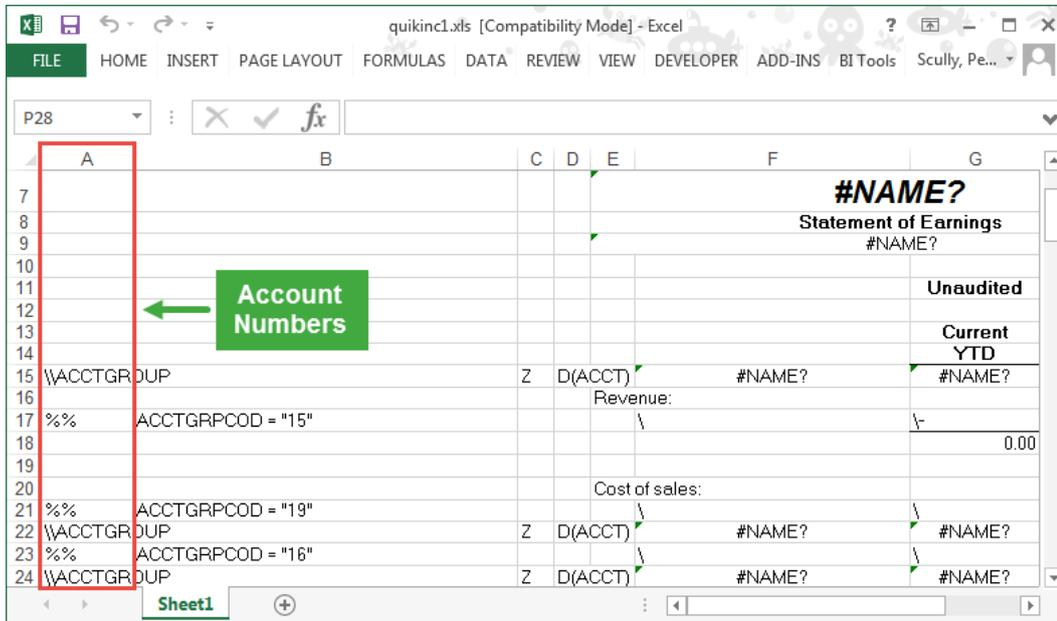 quikinc1.xls [Compatibility Mode] - Excel
FILE HOME INSERT PAGE LAYOUT FORMULAS DATA REVIEW VIEW DEVELOPER ADD-INS BI Tools Scully, Pe...
P28 fx
A B C D E F G
7 #NAME?
8 Statement of Earnings
9 #NAME?
10
11 Unaudited
Account
Numbers
12
13 Current
14 YTD
15 \\ACCTGROUP Z D(ACCT) #NAME? #NAME?
16 Revenue:
17 %% ACCTGRPCOD = "15" \ \-
18 0.00
19
20 Cost of sales:
21 %% ACCTGRPCOD = "19" \ \
22 \\ACCTGROUP Z D(ACCT) #NAME? #NAME?
23 %% ACCTGRPCOD = "16" \ \
24 \\ACCTGROUP Z D(ACCT) #NAME? #NAME?
Sheet1